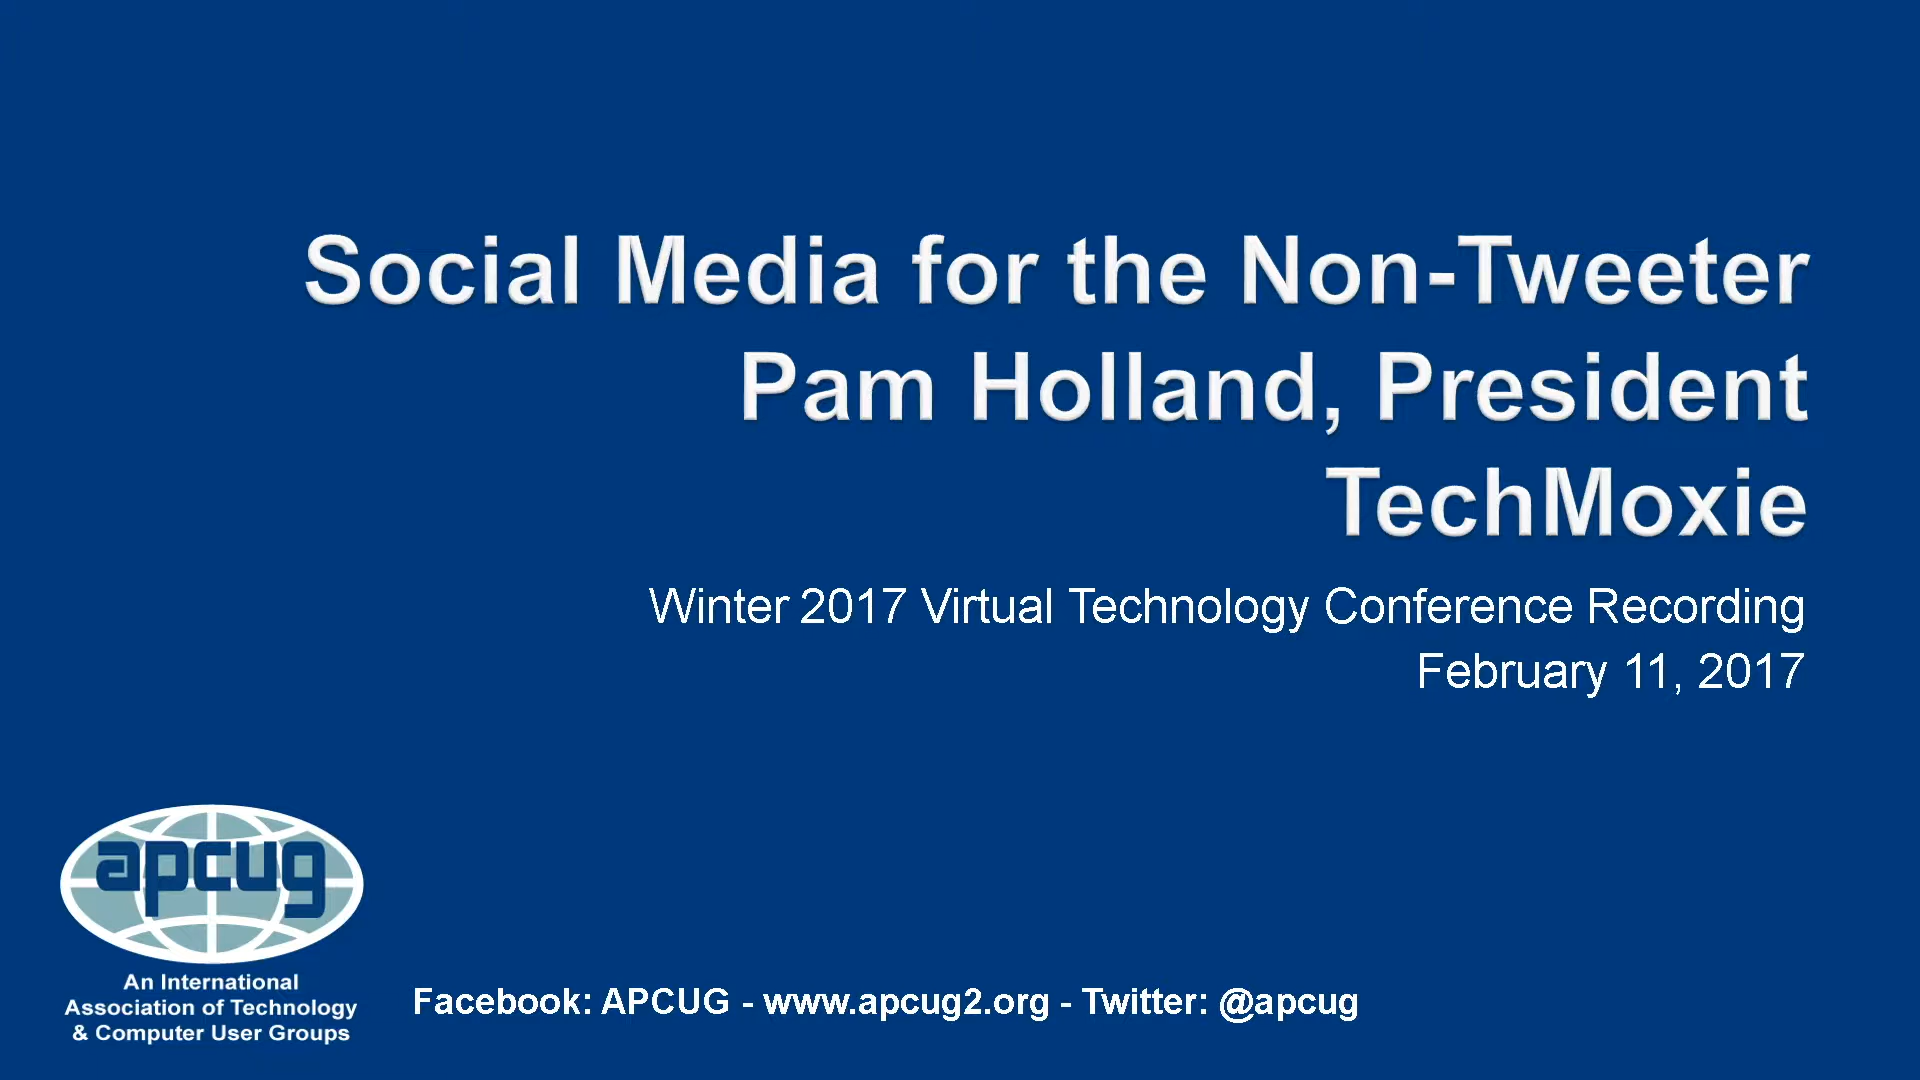 Social Media for the Non-Tweeter
Pam Holland, President
TechMoxie
Winter 2017 Virtual Technology Conference Recording
February 11, 2017
apcug
An International
Association of Technology
& Computer User Groups
Facebook: APCUG - www.apcug2.org - Twitter: @apcug